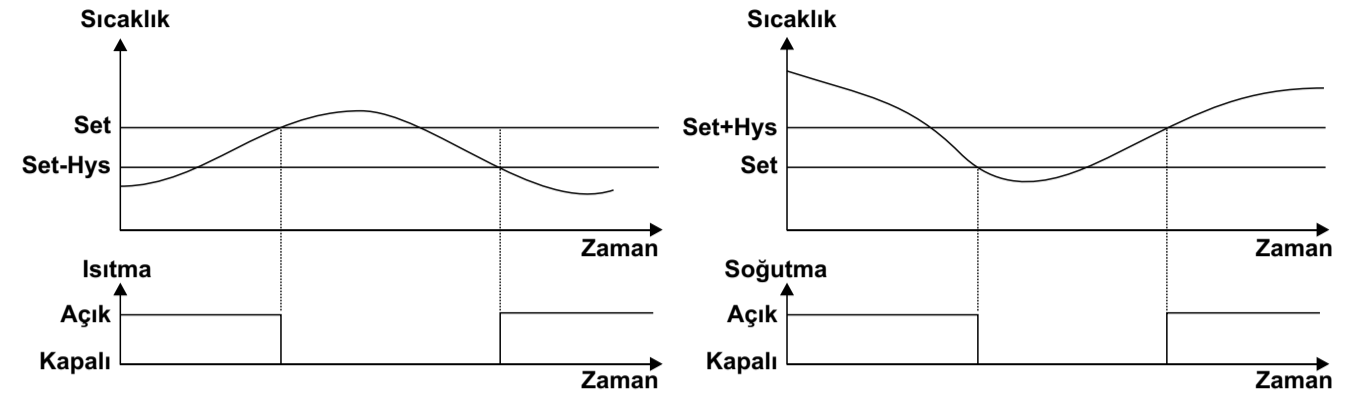 Sıcaklık
Set
Set-Hys
Zaman
Isıtma
Açık
Kapalı
Zaman
Sıcaklık
Set+Hys
Set
Zaman
Soğutma
Açık
Kapalı
Zaman